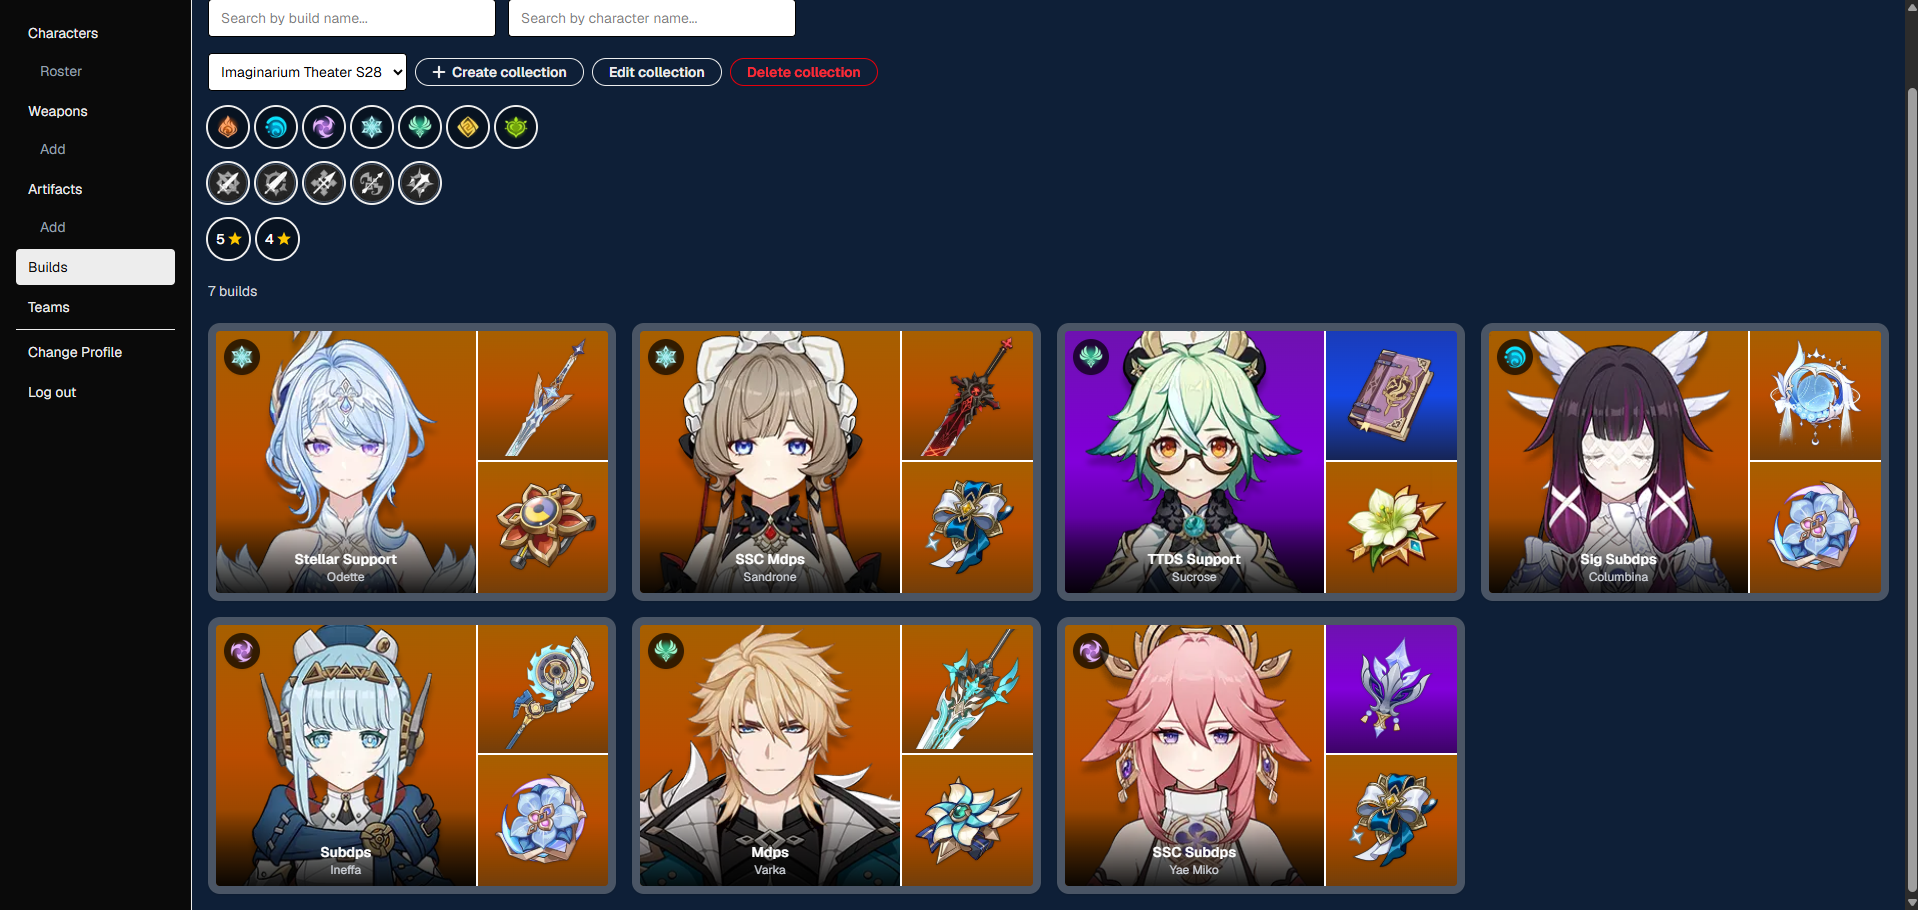 Characters
Roster
Weapons
Add
Artifacts
Add
Builds
Teams
Change Profile
Log out
Search by build name...
Search by character name...
Imaginarium Theater S28
+ Create collection
Edit collection
Delete collection
5
4
7 builds
Stellar Support
Odette
SSC Mdps
Sandrone
TTDS Support
Sucrose
Sig Subdps
Columbina
Subdps
Ineffa
Mdps
Varka
SSC Subdps
Yae Miko